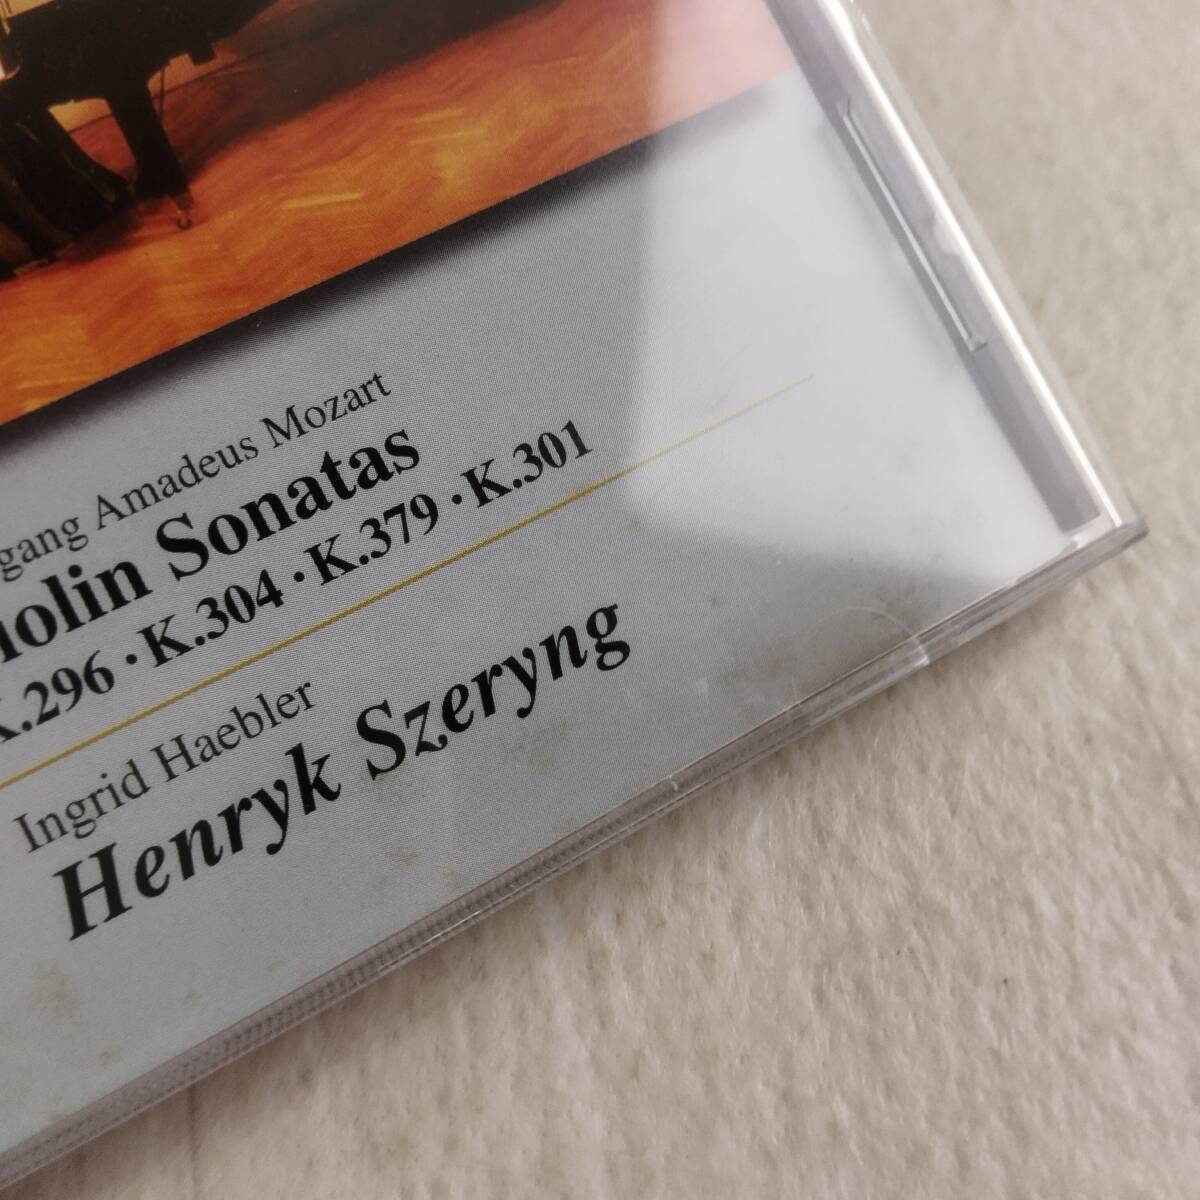 gang Amadeus Mozart
iolin Sonatas
K.296 · K.304 · K.379 · K.301
Ingrid Haebler
Henryk Szeryng